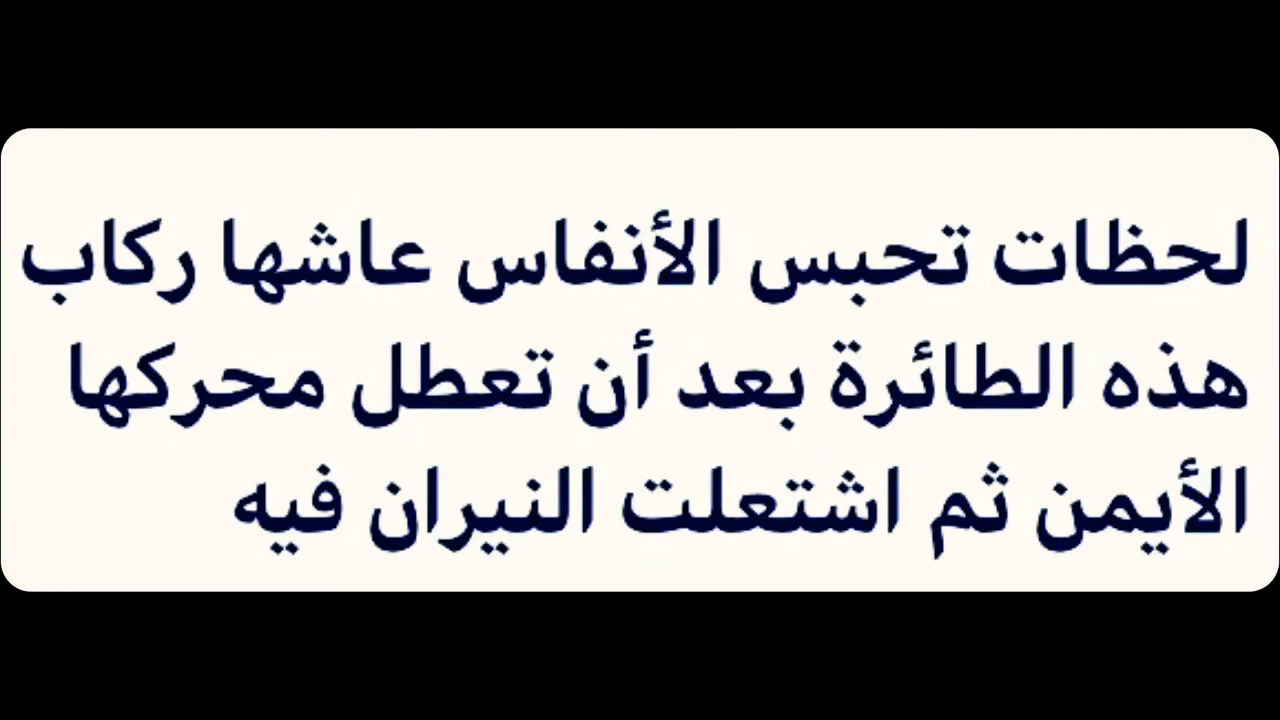 لحظات تحبس الأنفاس عاشها ركاب
هذه الطائرة بعد أن تعطل محركها
الأيمن ثم اشتعلت النيران فيه